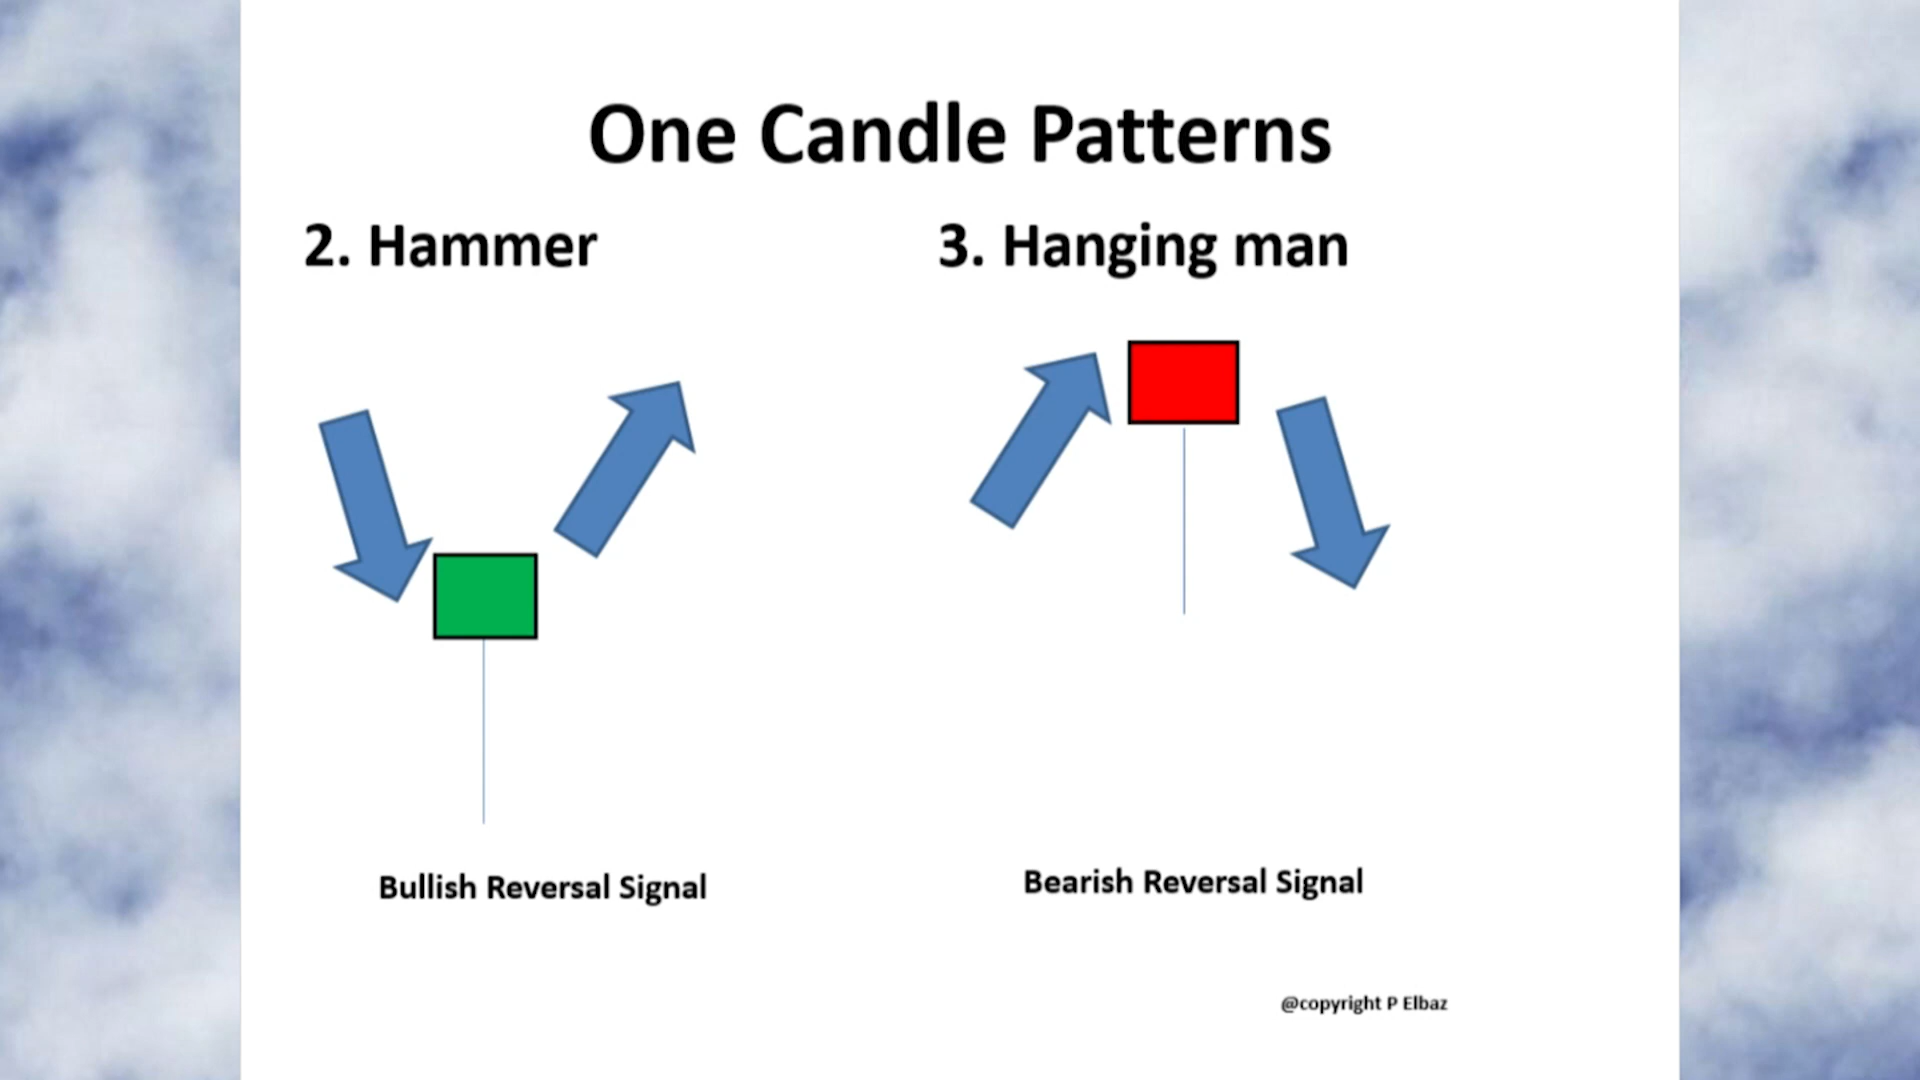 One Candle Patterns
2. Hammer
3. Hanging man
Bullish Reversal Signal
Bearish Reversal Signal
@copyright P Elbaz